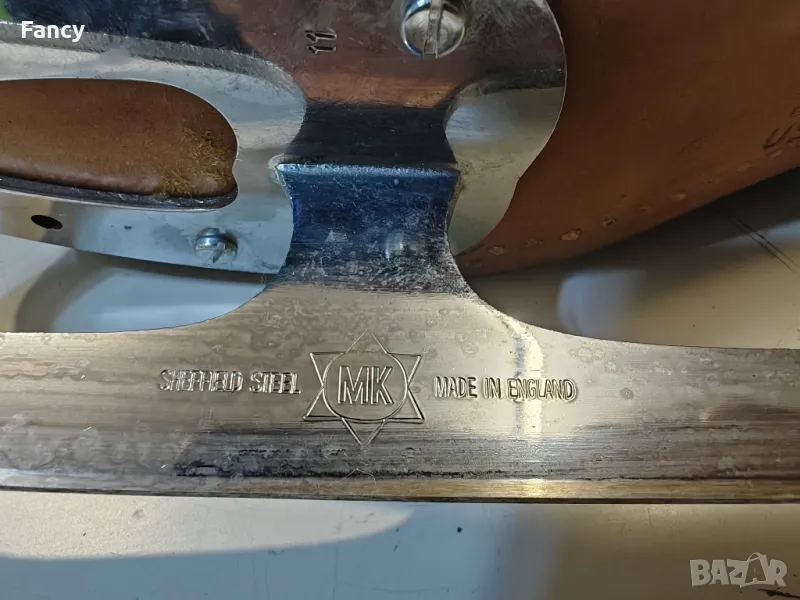 Fancy
11
SHEFFIELD STEEL MK MADE IN ENGLAND
BAZAR